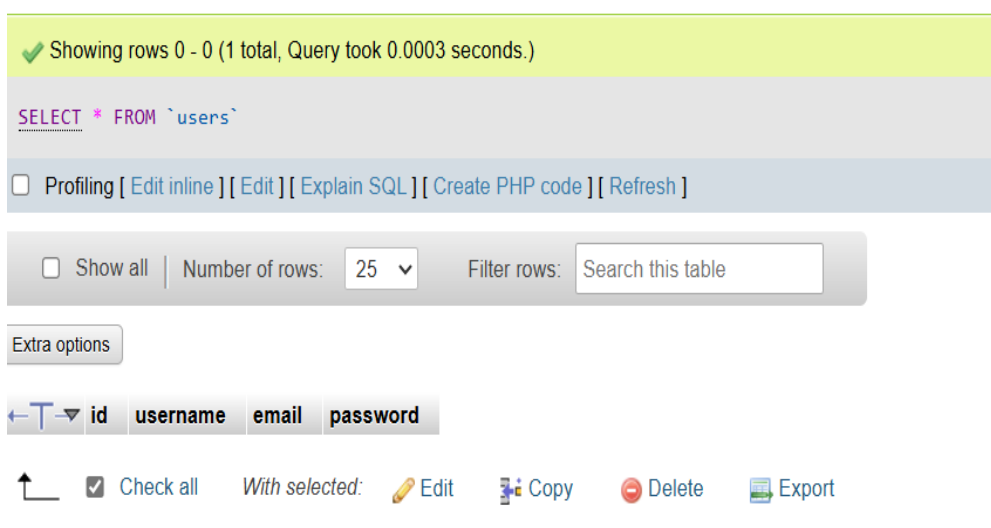 Showing rows 0 - 0 (1 total, Query took 0.0003 seconds.)
SELECT * FROM `users`
Profiling [ Edit inline ] [ Edit ] [ Explain SQL ] [ Create PHP code ] [ Refresh ]
Show all | Number of rows: 25 Filter rows: Search this table
Extra options
id username email password
Check all With selected: Edit Copy Delete Export